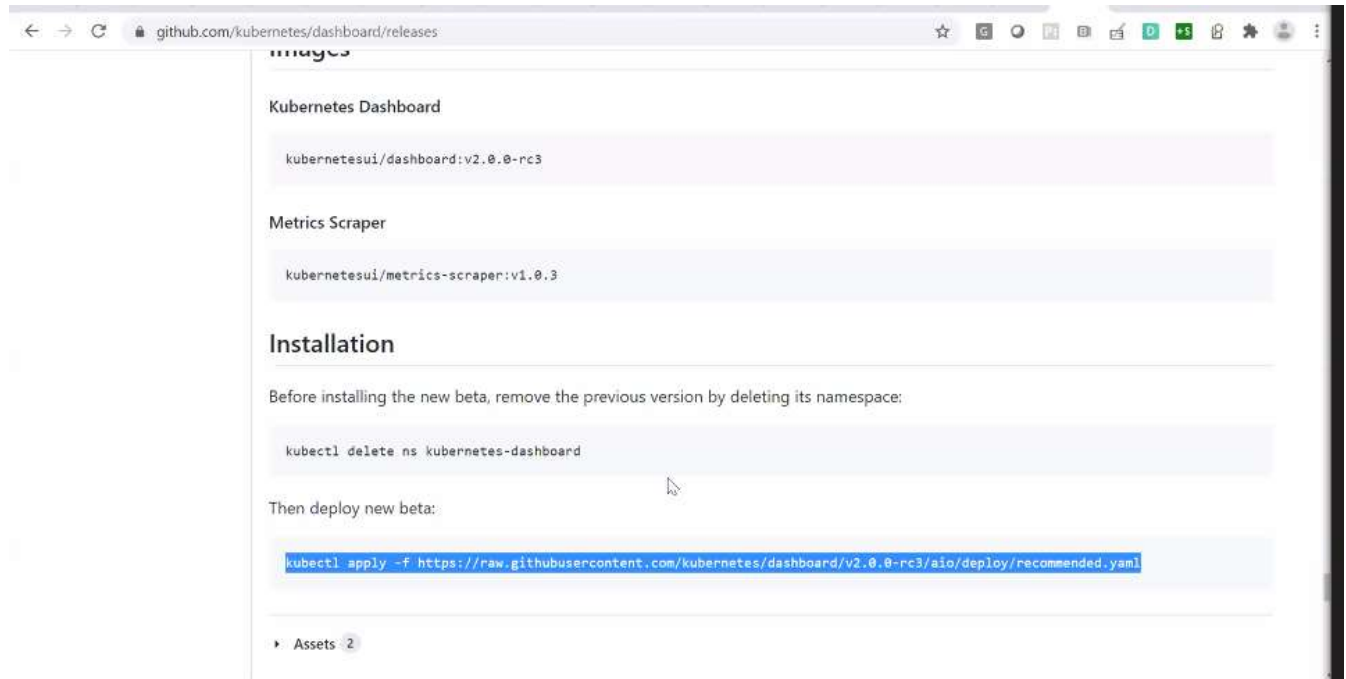 github.com/kubernetes/dashboard/releases
Images
Kubernetes Dashboard
kubernetesui/dashboard:v2.0.0-rc3
Metrics Scraper
kubernetesui/metrics-scraper:v1.0.3
Installation
Before installing the new beta, remove the previous version by deleting its namespace:
kubectl delete ns kubernetes-dashboard
Then deploy new beta:
kubectl apply -f https://raw.githubusercontent.com/kubernetes/dashboard/v2.0.0-rc3/aio/deploy/recommended.yaml
Assets 2